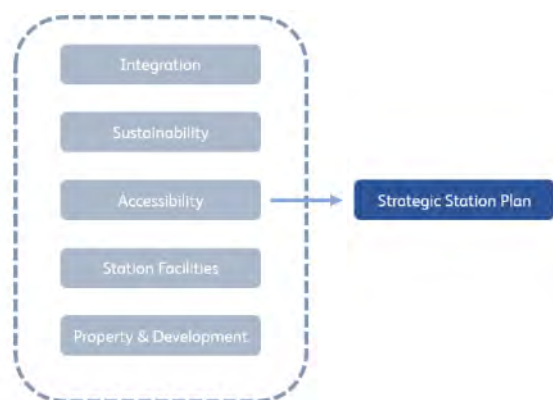 Integration
Sustainability
Accessibility
Strategic Station Plan
Station Facilities
Property & Development